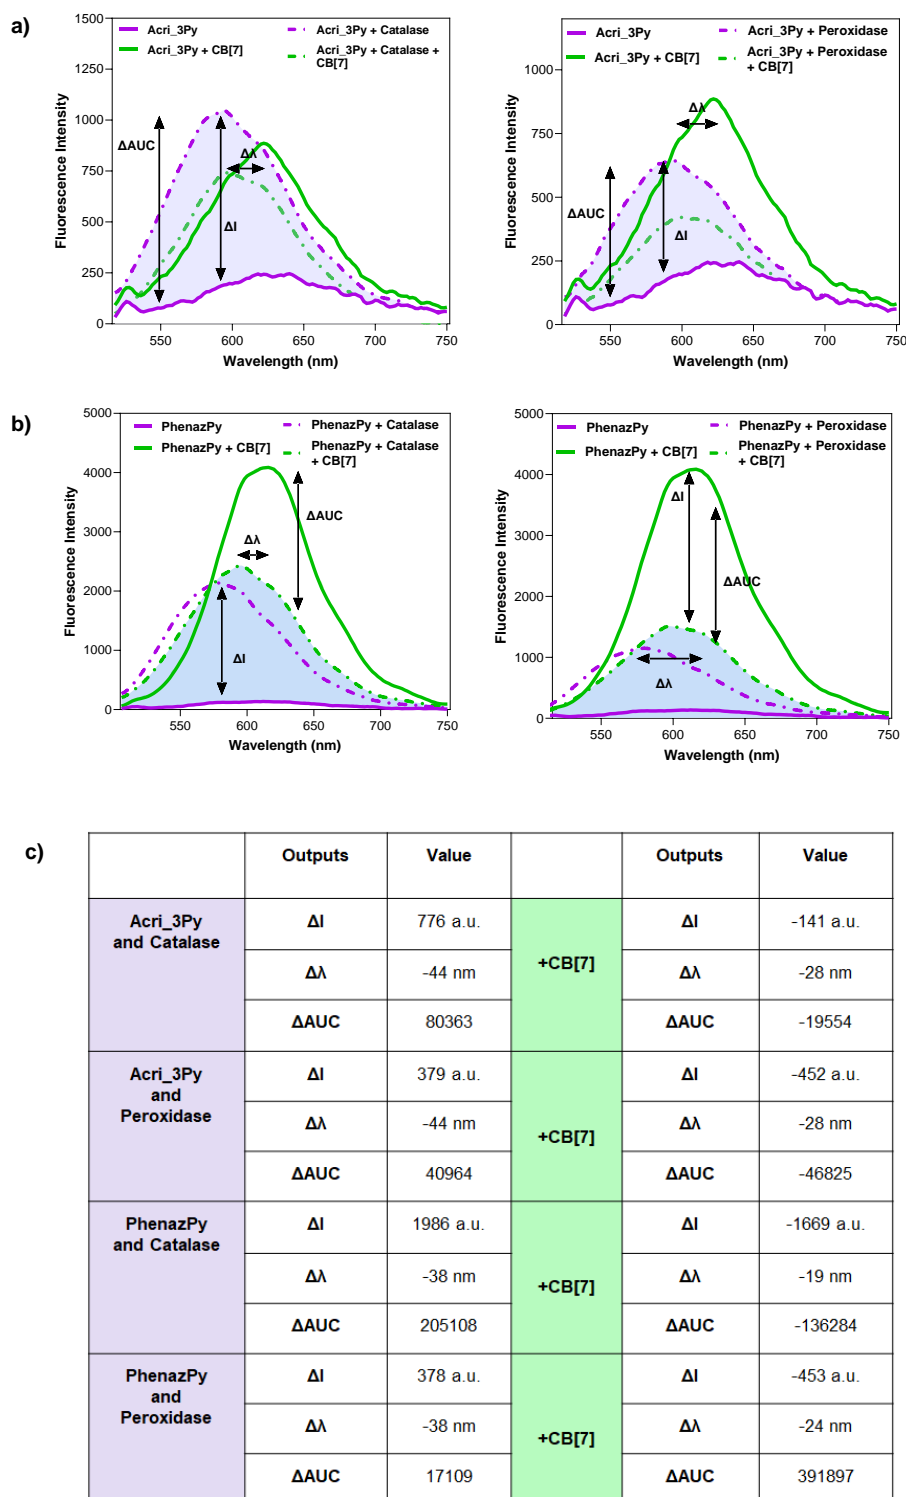 a)
1500
1250
1000
750
500
250
0
Fluorescence Intensity
Acri_3Py
Acri_3Py + CB[7]
Acri_3Py + Catalase
Acri_3Py + Catalase +
CB[7]
ΔAUC
Δλ
ΔI
550
600
650
700
750
Wavelength (nm)
1000
750
500
250
0
Fluorescence Intensity
Acri_3Py
Acri_3Py + CB[7]
Acri_3Py + Peroxidase
Acri_3Py + Peroxidase
+ CB[7]
Δλ
ΔAUC
ΔI
550
600
650
700
750
Wavelength (nm)
b)
5000
4000
3000
2000
1000
0
Fluorescence Intensity
PhenazPy
PhenazPy + CB[7]
PhenazPy + Catalase
PhenazPy + Catalase
+ CB[7]
ΔAUC
Δλ
ΔI
550
600
650
700
750
Wavelength (nm)
5000
4000
3000
2000
1000
0
Fluorescence Intensity
PhenazPy
PhenazPy + CB[7]
PhenazPy + Peroxidase
PhenazPy + Peroxidase
+ CB[7]
ΔI
ΔAUC
Δλ
550
600
650
700
750
Wavelength (nm)
c)
Outputs Value Outputs Value
Acri_3Py
and Catalase
ΔI 776 a.u. ΔI -141 a.u.
+CB[7]
Δλ -44 nm Δλ -28 nm
ΔAUC 80363 ΔAUC -19554
Acri_3Py
and
Peroxidase
ΔI 379 a.u. ΔI -452 a.u.
+CB[7]
Δλ -44 nm Δλ -28 nm
ΔAUC 40964 ΔAUC -46825
PhenazPy
and Catalase
ΔI 1986 a.u. ΔI -1669 a.u.
+CB[7]
Δλ -38 nm Δλ -19 nm
ΔAUC 205108 ΔAUC -136284
PhenazPy
and
Peroxidase
ΔI 378 a.u. ΔI -453 a.u.
+CB[7]
Δλ -38 nm Δλ -24 nm
ΔAUC 17109 ΔAUC 391897